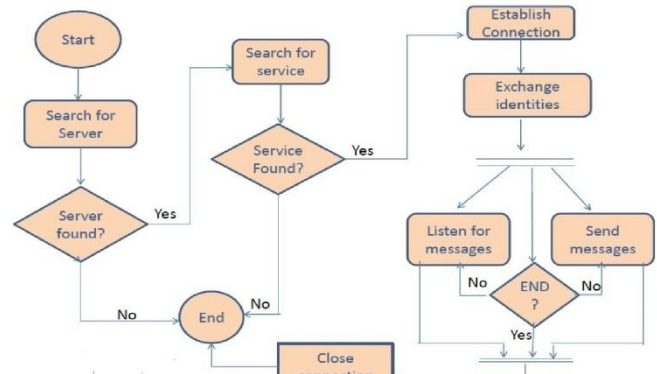 Start
Search for
Server
Server
found?
Yes
No
Search for
service
Service
Found?
Yes
No
End
Close
connection
Establish
Connection
Exchange
identities
Listen for
messages
Send
messages
No
END
?
No
Yes